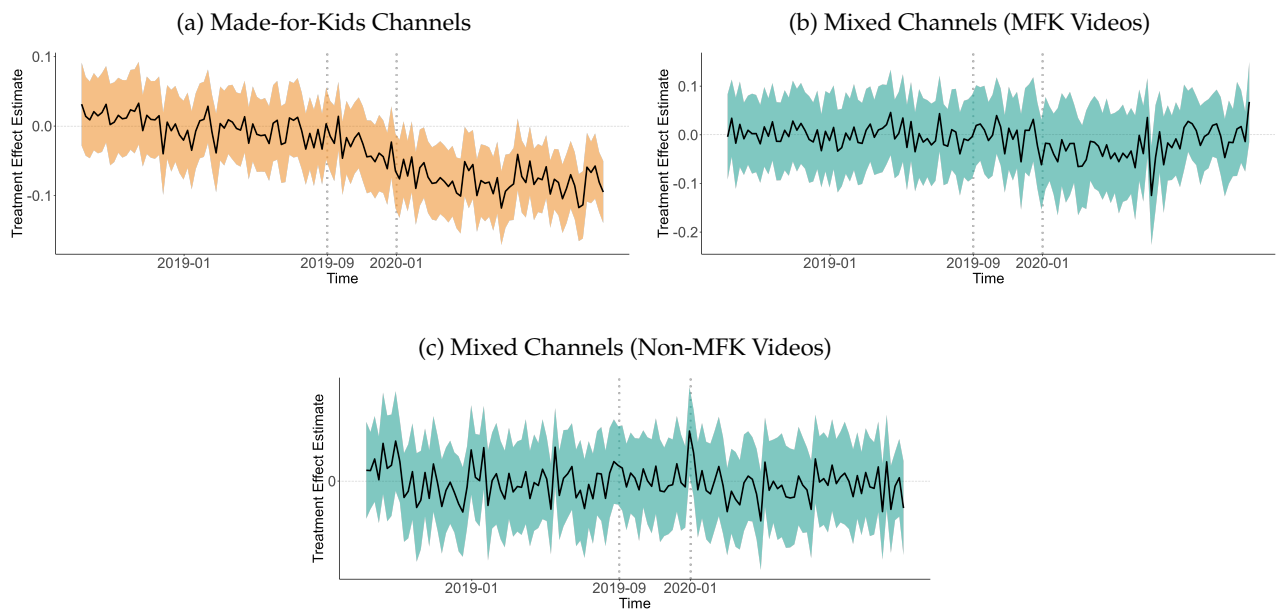 (a) Made-for-Kids Channels
Treatment Effect Estimate
0.1
0.0
-0.1
2019-01
2019-09
2020-01
Time
(b) Mixed Channels (MFK Videos)
Treatment Effect Estimate
0.1
0.0
-0.1
-0.2
2019-01
2019-09
2020-01
Time
(c) Mixed Channels (Non-MFK Videos)
Treatment Effect Estimate
0
2019-01
2019-09
2020-01
Time